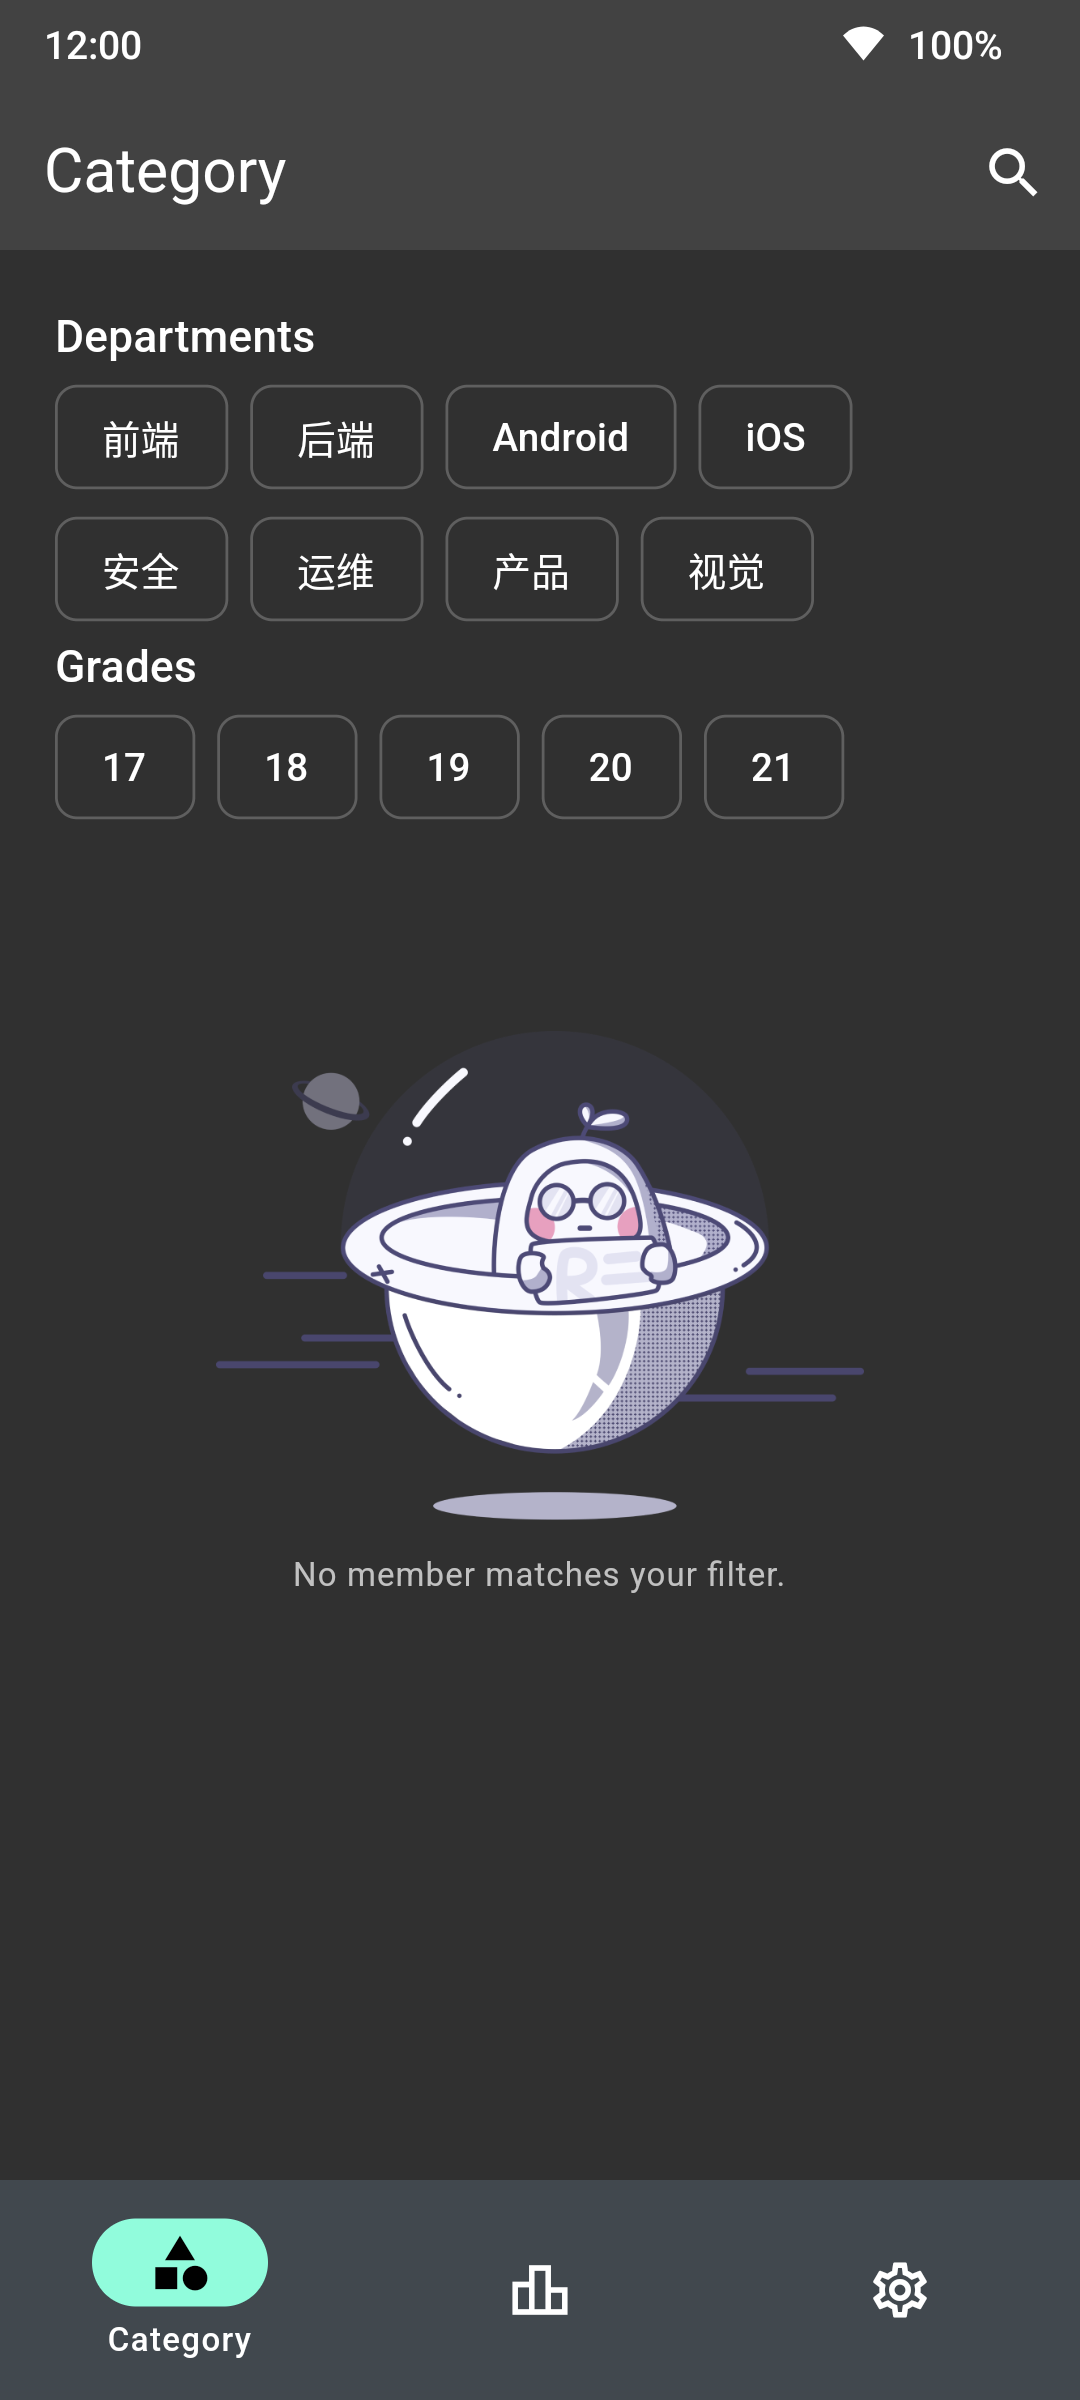 12:00 100%
Category
Departments
前端 后端 Android iOS
安全 运维 产品 视觉
Grades
17 18 19 20 21
R
No member matches your filter.
Category